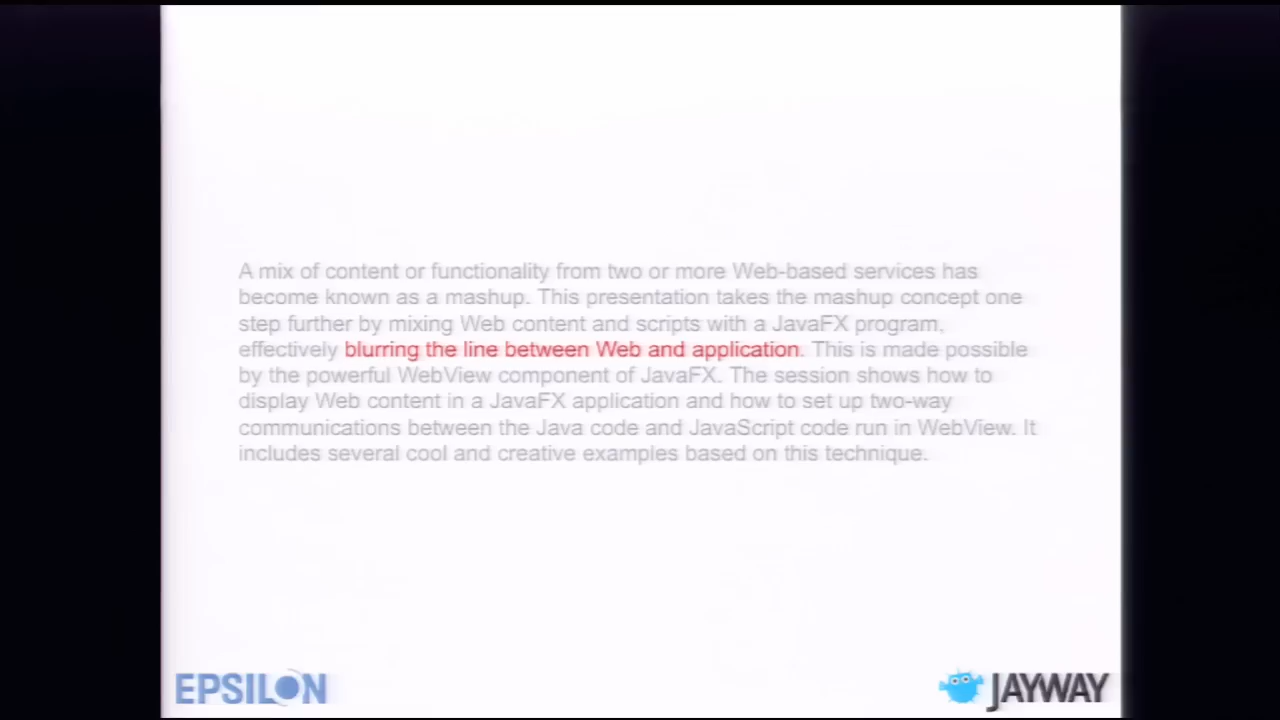 A mix of content or functionality from two or more Web-based services has
become known as a mashup. This presentation takes the mashup concept one
step further by mixing Web content and scripts with a JavaFX program,
effectively blurring the line between Web and application. This is made possible
by the powerful WebView component of JavaFX. The session shows how to
display Web content in a JavaFX application and how to set up two-way
communications between the Java code and JavaScript code run in WebView. It
includes several cool and creative examples based on this technique.
EPSILON
JAYWAY